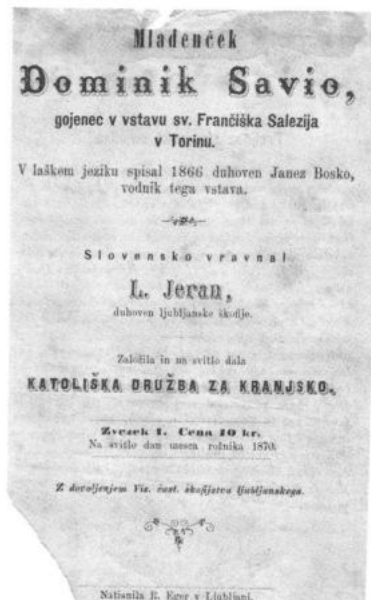 Mladenček
Dominik Savio,
gojenec v vstavu sv. Frančiška Salezija
v Torinu.
V laškem jeziku spisal 1866 duhoven Janez Bosko,
vodnik tega vstava.
Slovensko vravnal
L. Jeran,
duhoven ljubljanske škofije.
Založila in na svitlo dala
KATOLIŠKA DRUŽBA ZA KRANJSKO.
Zvezek 1. Cena 10 kr.
Na svitlo dan mesca rožnika 1870.
Z dovoljenjem Vis. čast. škofijstva ljubljanskega.
Natisnila R. Eger v Ljubljani.